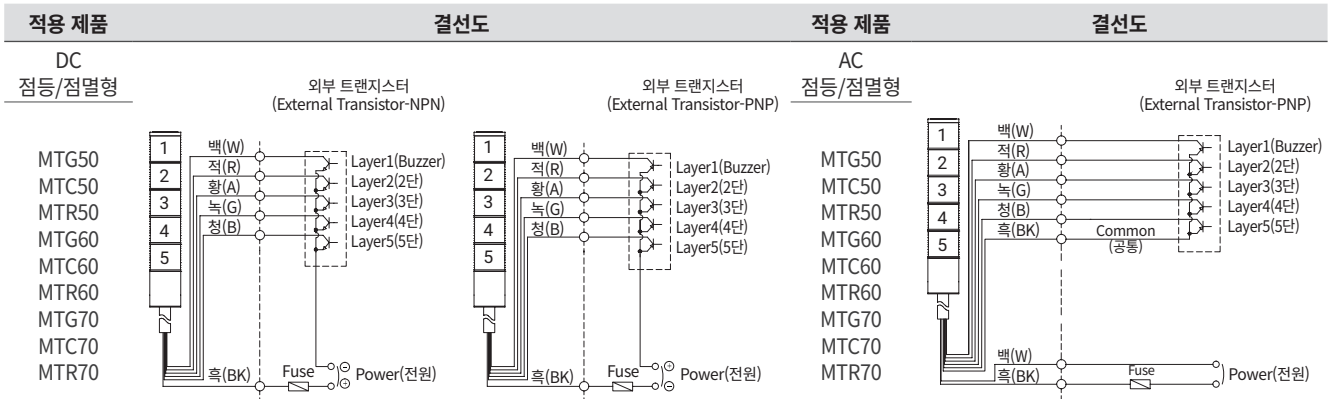 적용 제품 결선도 적용 제품 결선도
DC
점등/점멸형
MTG50
MTC50
MTR50
MTG60
MTC60
MTR60
MTG70
MTC70
MTR70
외부 트랜지스터
(External Transistor-NPN)
1
2
3
4
5
백(W)
적(R)
황(A)
녹(G)
청(B)
Layer1(Buzzer)
Layer2(2단)
Layer3(3단)
Layer4(4단)
Layer5(5단)
흑(BK)
Fuse
⊖
⊕
Power(전원)
외부 트랜지스터
(External Transistor-PNP)
1
2
3
4
5
백(W)
적(R)
황(A)
녹(G)
청(B)
Layer1(Buzzer)
Layer2(2단)
Layer3(3단)
Layer4(4단)
Layer5(5단)
흑(BK)
Fuse
⊕
⊖
Power(전원)
AC
점등/점멸형
MTG50
MTC50
MTR50
MTG60
MTC60
MTR60
MTG70
MTC70
MTR70
외부 트랜지스터
(External Transistor-PNP)
1
2
3
4
5
백(W)
적(R)
황(A)
녹(G)
청(B)
흑(BK)
Common
(공통)
Layer1(Buzzer)
Layer2(2단)
Layer3(3단)
Layer4(4단)
Layer5(5단)
백(W)
흑(BK)
Fuse
Power(전원)